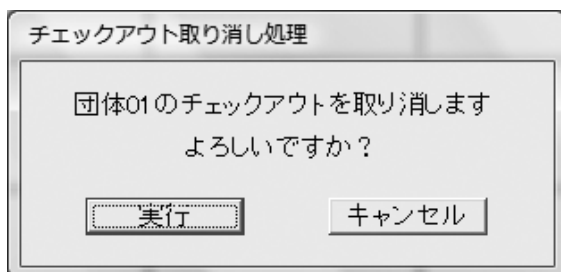 チェックアウト取り消し処理
団体01のチェックアウトを取り消します
よろしいですか？
実行
キャンセル